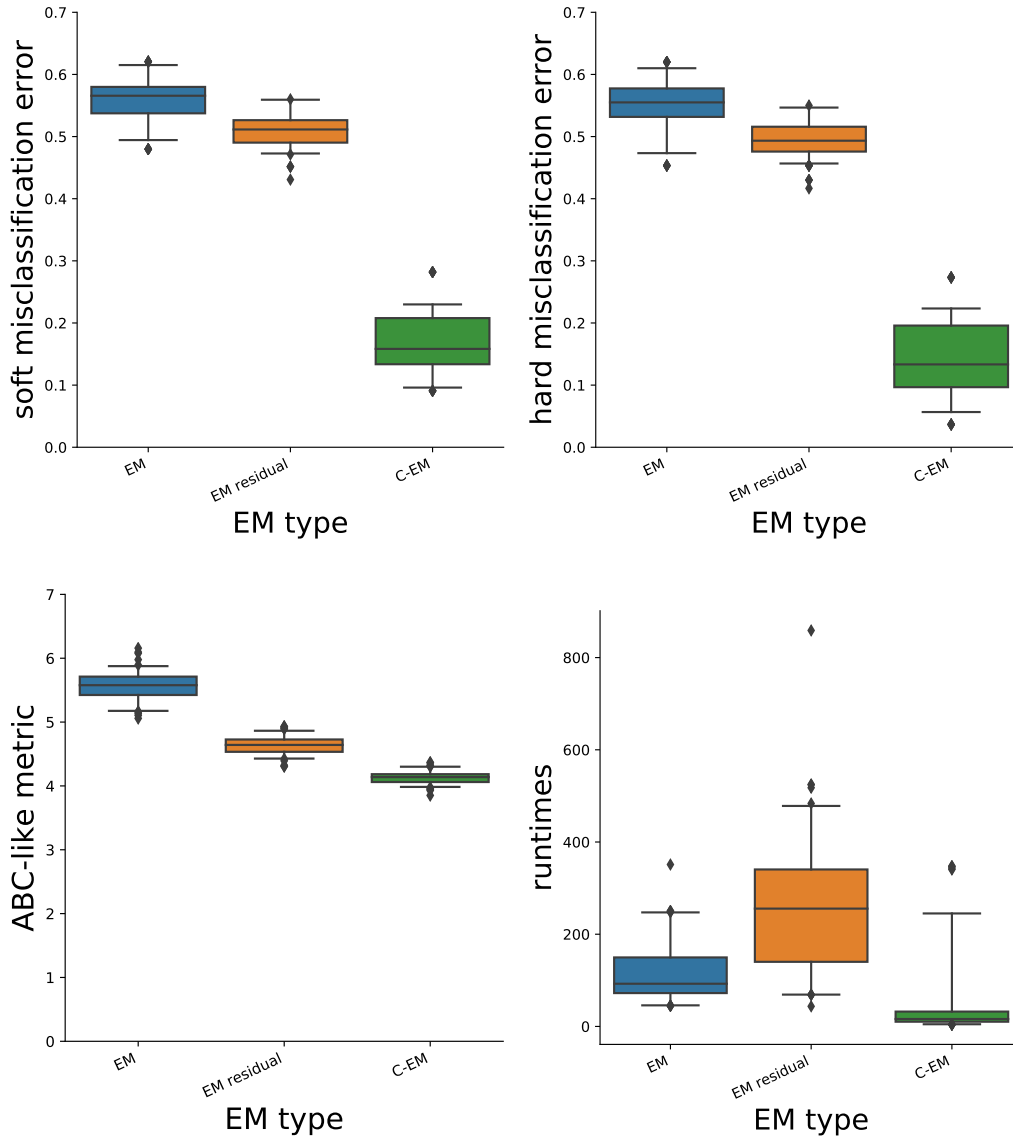 soft misclassification error
0.7
0.6
0.5
0.4
0.3
0.2
0.1
0.0
EM
EM residual
C-EM
EM type
hard misclassification error
0.7
0.6
0.5
0.4
0.3
0.2
0.1
0.0
EM
EM residual
C-EM
EM type
ABC-like metric
7
6
5
4
3
2
1
0
EM
EM residual
C-EM
EM type
runtimes
800
600
400
200
0
EM
EM residual
C-EM
EM type